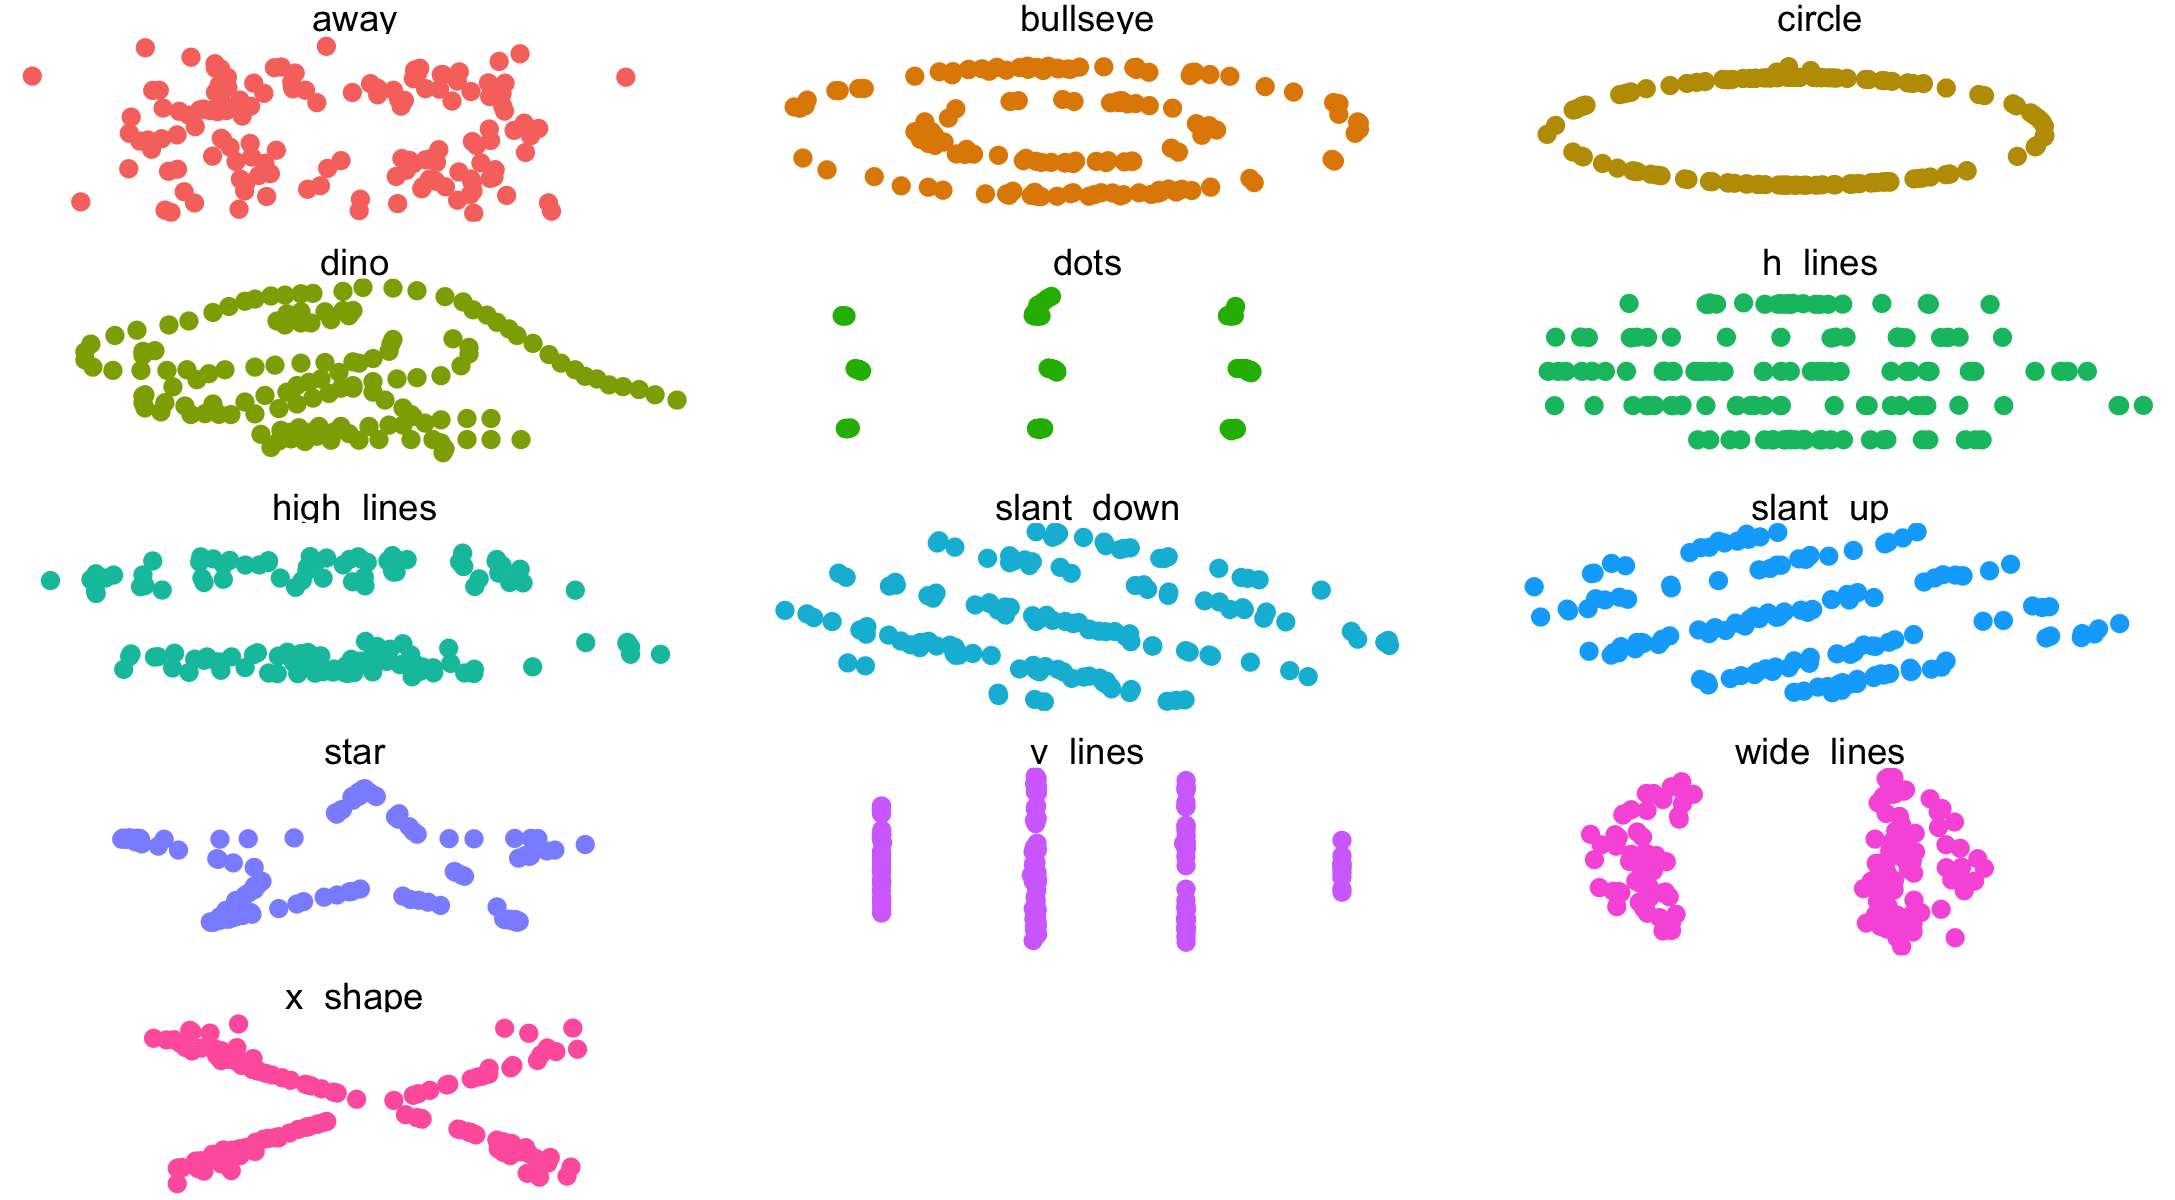 away
bullseye
circle
dino
dots
h lines
high lines
slant down
slant up
star
v lines
wide lines
x shape